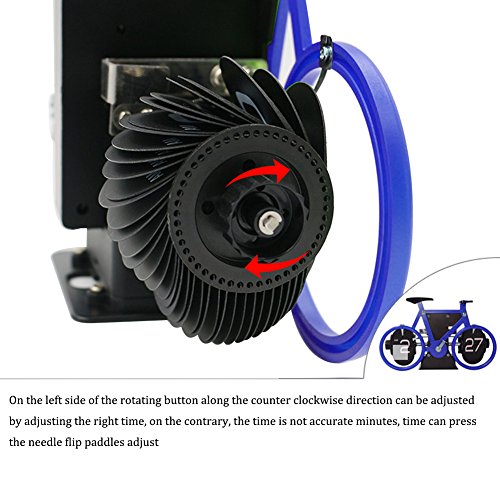 2 27
On the left side of the rotating button along the counter clockwise direction can be adjusted
by adjusting the right time, on the contrary, the time is not accurate minutes, time can press
the needle flip paddles adjust